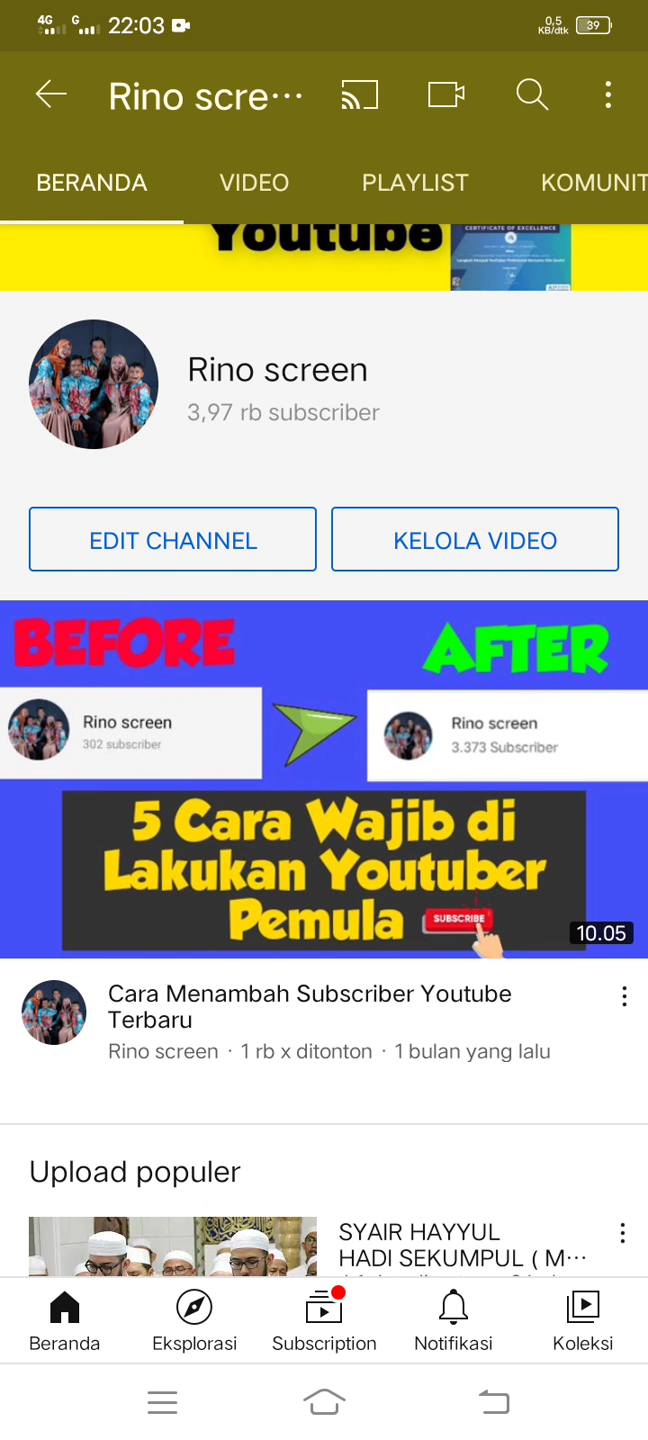 4G G 22:03 0,5 KB/dtk 39
Rino scre...
BERANDA VIDEO PLAYLIST KOMUNIT
Youtube
CERTIFICATE OF EXCELLENCE
Rino screen
3,97 rb subscriber
EDIT CHANNEL KELOLA VIDEO
BEFORE AFTER
Rino screen
302 subscriber
Rino screen
3.373 Subscriber
5 Cara Wajib di
Lakukan Youtuber
Pemula SUBSCRIBE
10.05
Cara Menambah Subscriber Youtube
Terbaru
Rino screen · 1 rb x ditonton · 1 bulan yang lalu
Upload populer
SYAIR HAYYUL
HADI SEKUMPUL ( M...
Beranda Eksplorasi Subscription Notifikasi Koleksi